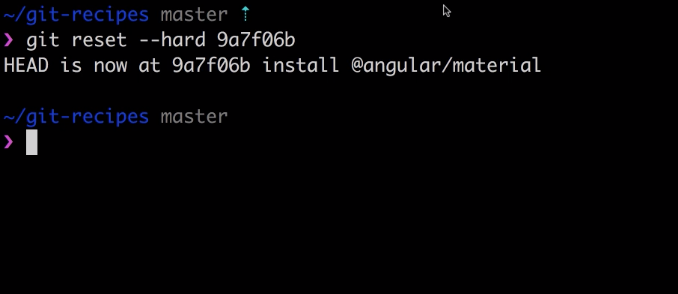 ~/git-recipes master ⇡
❯ git reset --hard 9a7f06b
HEAD is now at 9a7f06b install @angular/material
~/git-recipes master
❯